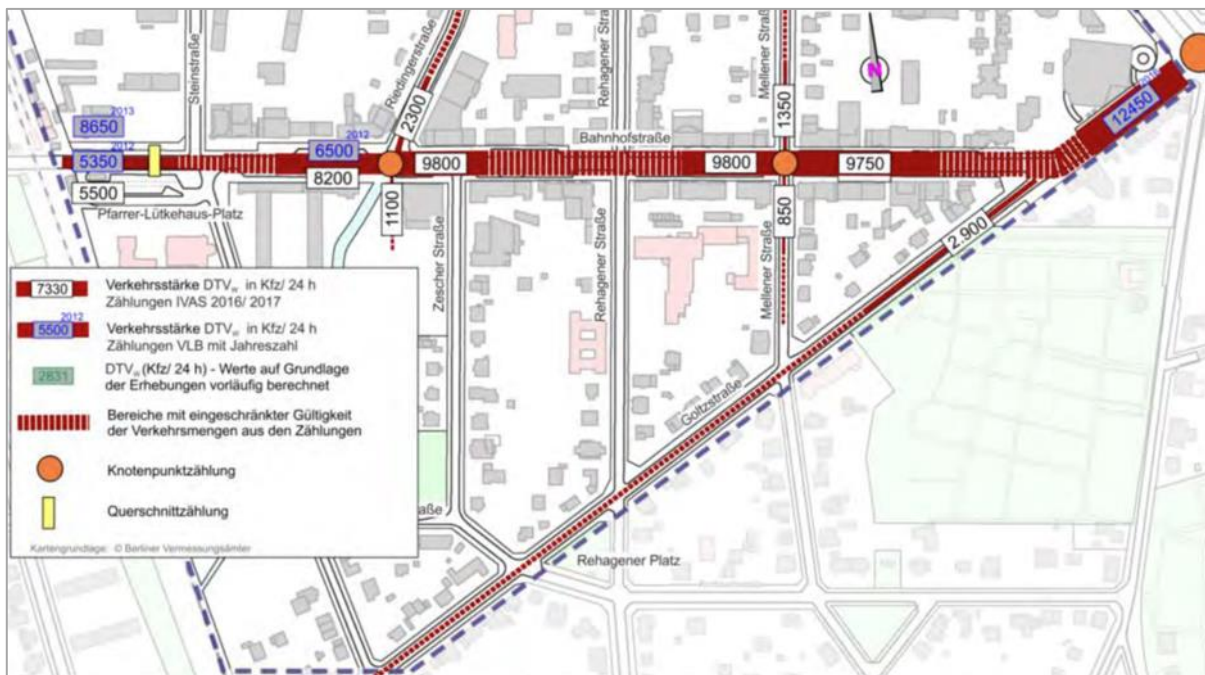 Steinstraße
Riedingerstraße
Rehagener Stra
Mellener Straße
2013
8650
2012
5350
5500
Pfarrer-Lütkehaus-Platz
2012
6500
8200
2300
1100
9800
Bahnhofstraße
9800
1350
850
9750
12450
2.900
N
Zescher Straße
Rehagener Straße
Mellener Straße
Goltzstraße
Rehagener Platz
aße
7330
Verkehrsstärke DTVw in Kfz/ 24 h
Zählungen IVAS 2016/ 2017
2012
5500
Verkehrsstärke DTVw in Kfz/ 24 h
Zählungen VLB mit Jahreszahl
2831
DTVw (Kfz/ 24 h) - Werte auf Grundlage
der Erhebungen vorläufig berechnet
Bereiche mit eingeschränkter Gültigkeit
der Verkehrsmengen aus den Zählungen
Knotenpunktzählung
Querschnittzählung
Kartengrundlage: © Berliner Vermessungsämter